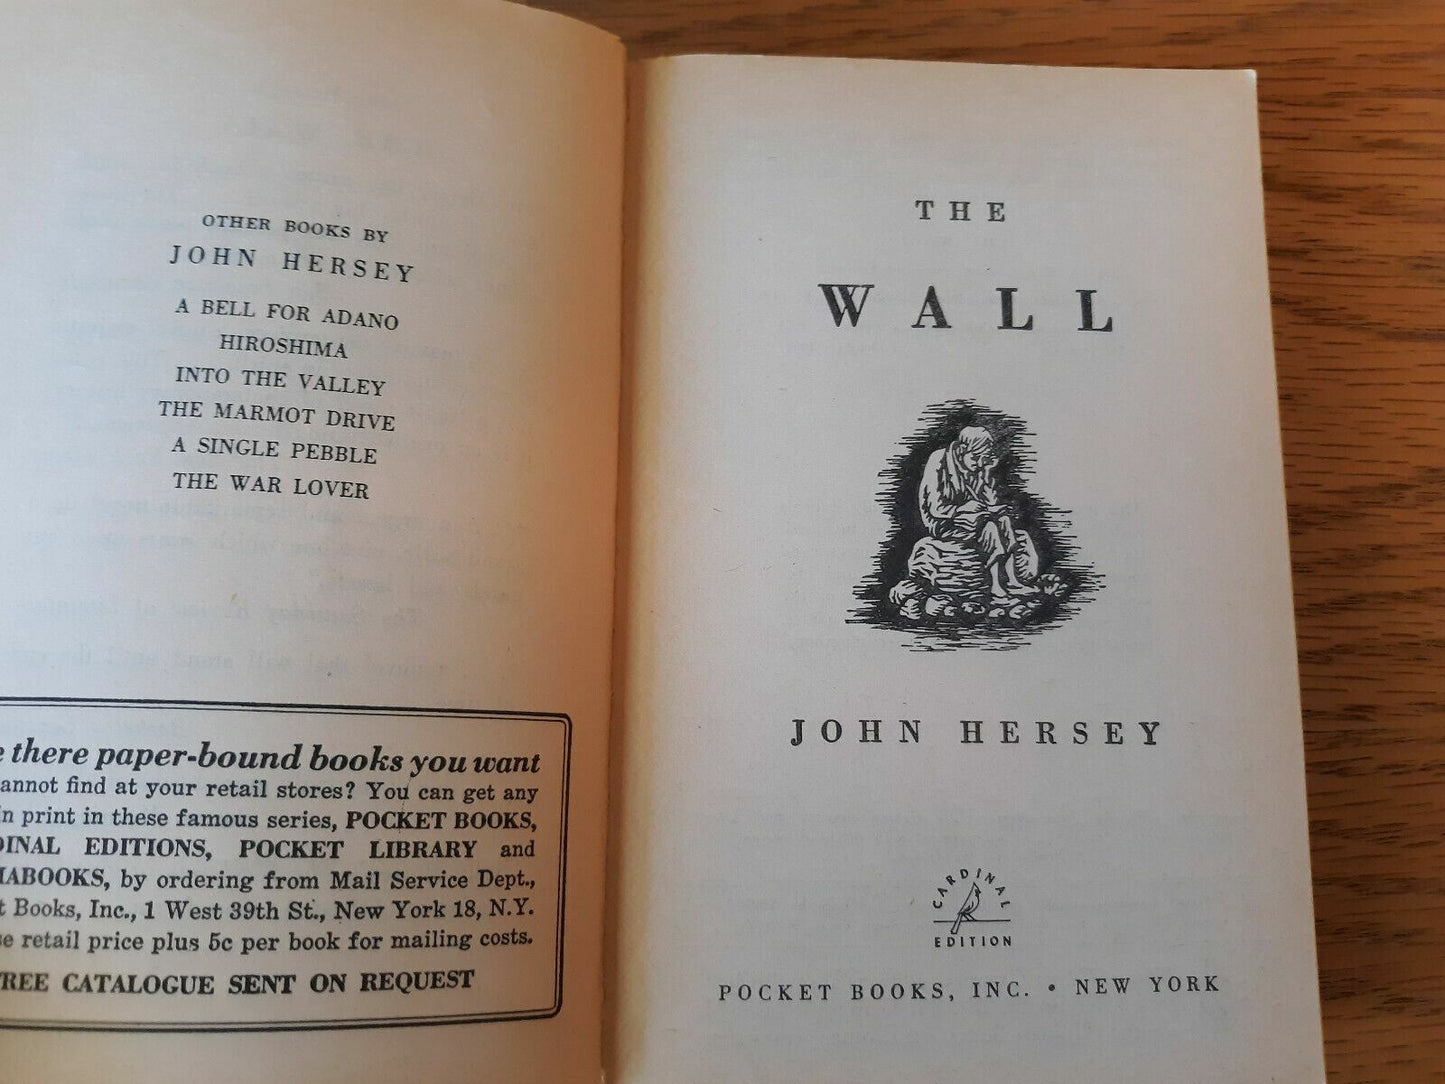 OTHER BOOKS BY
JOHN HERSEY
A BELL FOR ADANO
HIROSHIMA
INTO THE VALLEY
THE MARMOT DRIVE
A SINGLE PEBBLE
THE WAR LOVER
there paper-bound books you want
annot find at your retail stores? You can get any
n print in these famous series, POCKET BOOKS,
DINAL EDITIONS, POCKET LIBRARY and
ABOOKS, by ordering from Mail Service Dept.,
t Books, Inc., 1 West 39th St., New York 18, N.Y.
e retail price plus 5c per book for mailing costs.
REE CATALOGUE SENT ON REQUEST
THE
WALL
JOHN HERSEY
CARDINAL
EDITION
POCKET BOOKS, INC. • NEW YORK